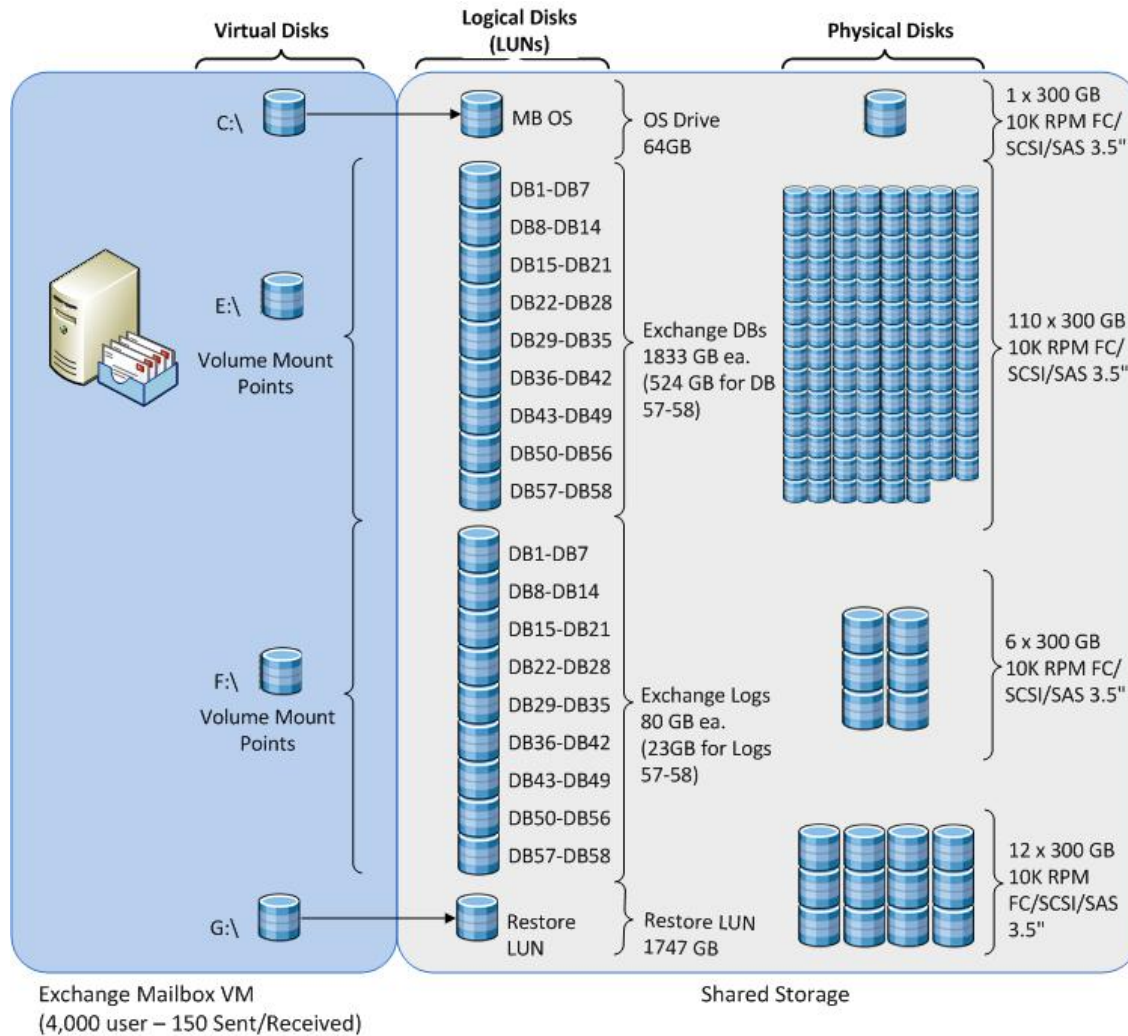 Virtual Disks
Logical Disks
(LUNs)
Physical Disks
C:\
MB OS
OS Drive
64GB
1 x 300 GB
10K RPM FC/
SCSI/SAS 3.5"
E:\
Volume Mount
Points
DB1-DB7
DB8-DB14
DB15-DB21
DB22-DB28
DB29-DB35
DB36-DB42
DB43-DB49
DB50-DB56
DB57-DB58
Exchange DBs
1833 GB ea.
(524 GB for DB
57-58)
110 x 300 GB
10K RPM FC/
SCSI/SAS 3.5"
F:\
Volume Mount
Points
DB1-DB7
DB8-DB14
DB15-DB21
DB22-DB28
DB29-DB35
DB36-DB42
DB43-DB49
DB50-DB56
DB57-DB58
Exchange Logs
80 GB ea.
(23GB for Logs
57-58)
6 x 300 GB
10K RPM FC/
SCSI/SAS 3.5"
G:\
Restore
LUN
Restore LUN
1747 GB
12 x 300 GB
10K RPM
FC/SCSI/SAS
3.5"
Exchange Mailbox VM
(4,000 user – 150 Sent/Received)
Shared Storage